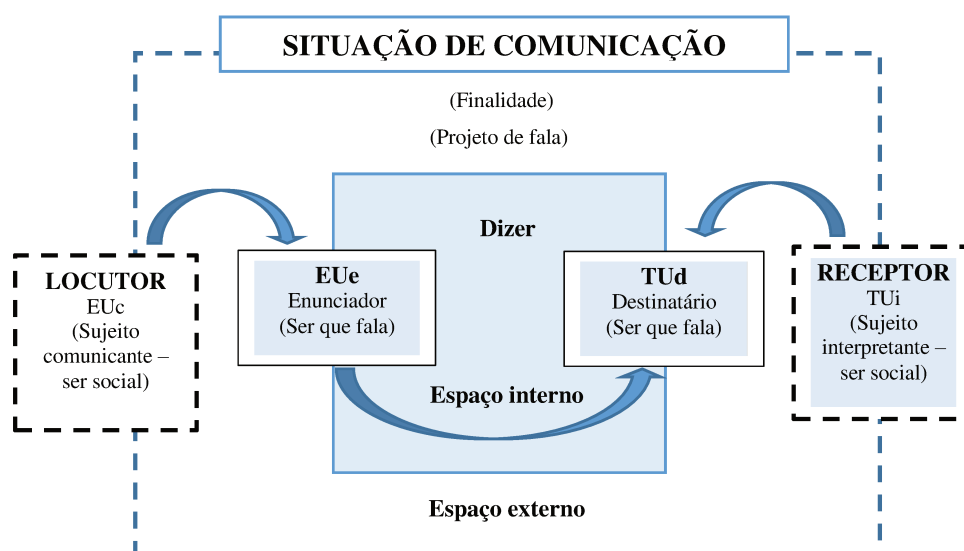 SITUAÇÃO DE COMUNICAÇÃO
(Finalidade)
(Projeto de fala)
Dizer
LOCUTOR
EUc
(Sujeito
comunicante –
ser social)
EUe
Enunciador
(Ser que fala)
TUd
Destinatário
(Ser que fala)
RECEPTOR
TUi
(Sujeito
interpretante –
ser social)
Espaço interno
Espaço externo